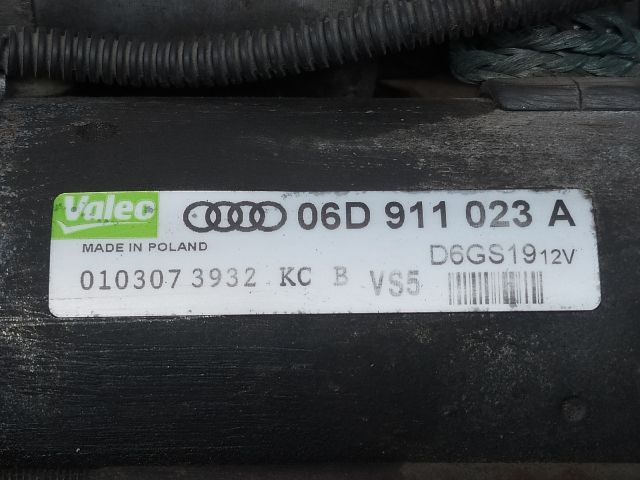 Valeo 06D 911 023 A
MADE IN POLAND D6GS19 12V
010307 3932 KC B VS5